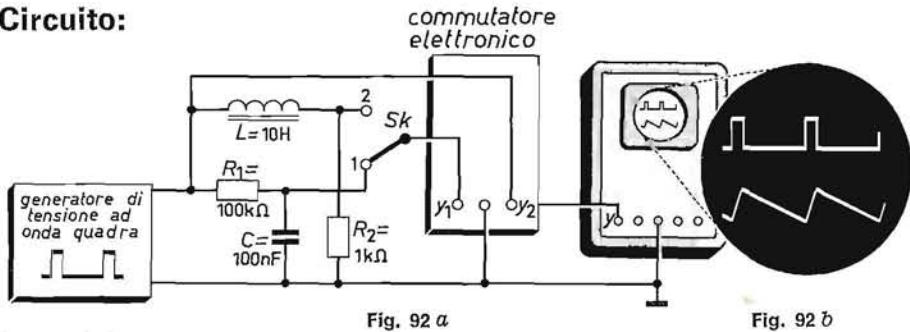 Circuito:
commutatore
elettronico
2
Sk
L=10H
1
R₁=
100kΩ
generatore di
tensione ad
onda quadra
C=
100nF
R₂=
1kΩ
y₁
y₂
y
Fig. 92 a
Fig. 92 b